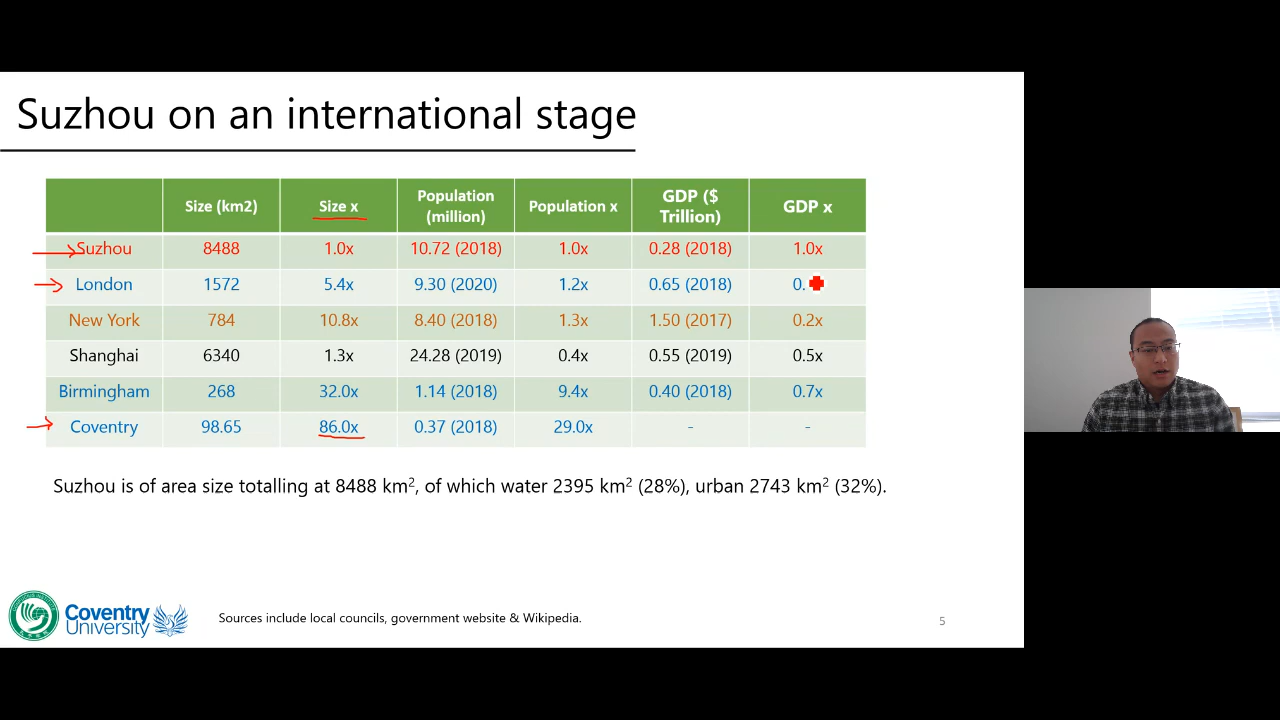 Suzhou on an international stage
Size (km2) Size x Population (million) Population x GDP ($ Trillion) GDP x
Suzhou 8488 1.0x 10.72 (2018) 1.0x 0.28 (2018) 1.0x
London 1572 5.4x 9.30 (2020) 1.2x 0.65 (2018) 0.
New York 784 10.8x 8.40 (2018) 1.3x 1.50 (2017) 0.2x
Shanghai 6340 1.3x 24.28 (2019) 0.4x 0.55 (2019) 0.5x
Birmingham 268 32.0x 1.14 (2018) 9.4x 0.40 (2018) 0.7x
Coventry 98.65 86.0x 0.37 (2018) 29.0x - -
Suzhou is of area size totalling at 8488 km², of which water 2395 km² (28%), urban 2743 km² (32%).
Coventry
University
Sources include local councils, government website & Wikipedia.
5